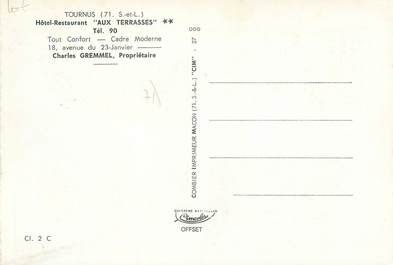 TOURNUS (71. S.-et-L.)
Hôtel-Restaurant "AUX TERRASSES" **
Tél. 90
Tout Confort — Cadre Moderne
18, avenue du 23-Janvier
Charles GREMMEL, Propriétaire
COMBIER IMPRIMEUR MACON (71. S.-&-L.) "CIM" - 27
OFFSET
Cl. 2 C